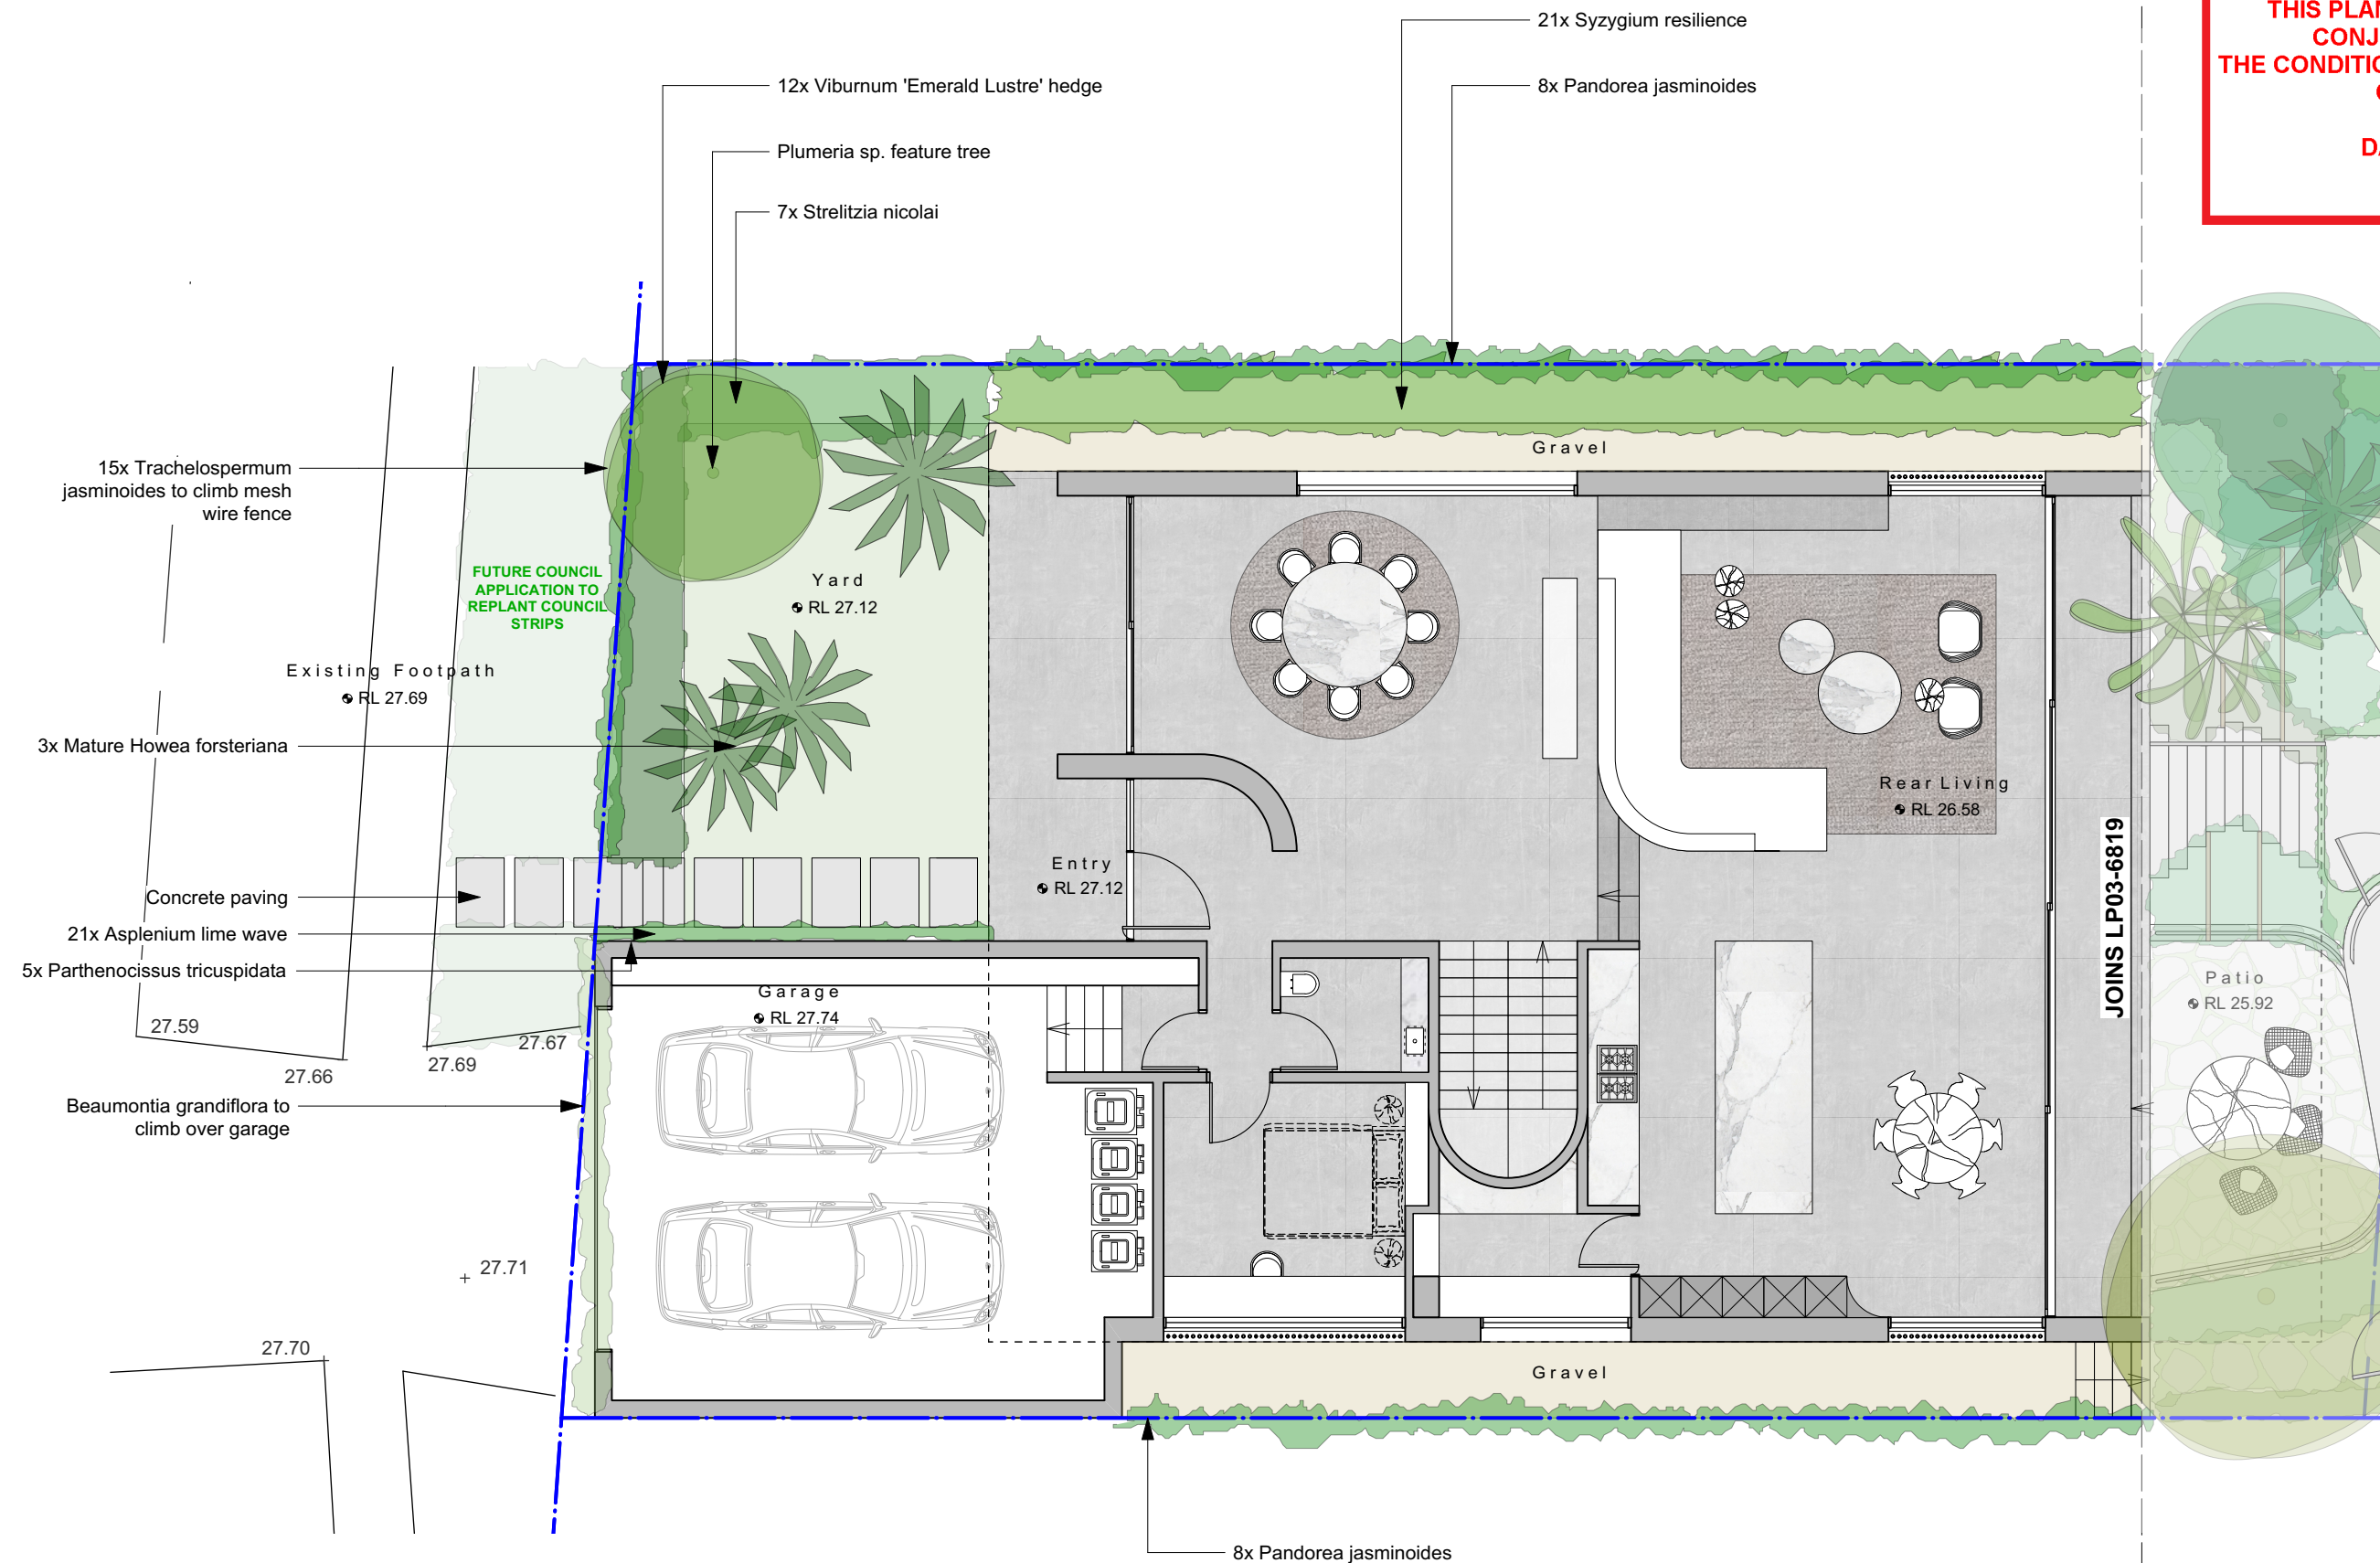 21x Syzygium resilience
THE CONDITIO
12x Viburnum 'Emerald Lustre' hedge
8x Pandorea jasminoides
Plumeria sp. feature tree
7x Strelitzia nicolai
15x Trachelospermum
jasminoides to climb mesh
wire fence
Gravel
FUTURE COUNCIL
APPLICATION TO
REPLANT COUNCIL
STRIPS
Yard
RL 27.12
Existing Footpath
RL 27.69
3x Mature Howea forsteriana
Rear Living
RL 26.58
Entry
RL 27.12
JOINS LP03-6819
Concrete paving
21x Asplenium lime wave
5x Parthenocissus tricuspidata
Garage
RL 27.74
Patio
RL 25.92
27.59
27.66
27.69
27.67
Beaumontia grandiflora to
climb over garage
27.71
27.70
Gravel
8x Pandorea jasminoides